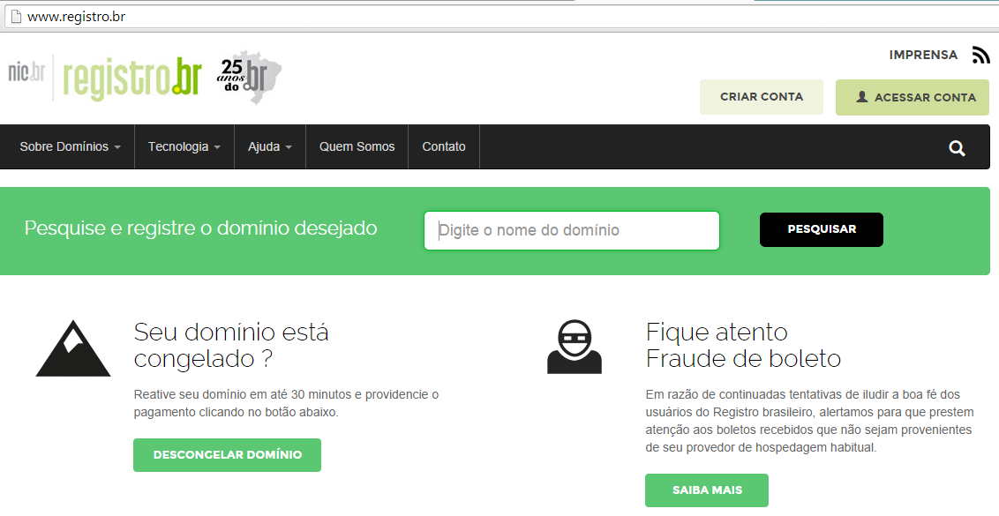 www.registro.br
nic.br registro.br 25 anos do br
IMPRENSA
CRIAR CONTA
ACESSAR CONTA
Sobre Domínios Tecnologia Ajuda Quem Somos Contato
Pesquise e registre o domínio desejado
Digite o nome do domínio
PESQUISAR
Seu domínio está
congelado ?
Reative seu domínio em até 30 minutos e providencie o
pagamento clicando no botão abaixo.
DESCONGELAR DOMÍNIO
Fique atento
Fraude de boleto
Em razão de continuadas tentativas de iludir a boa fé dos
usuários do Registro brasileiro, alertamos para que prestem
atenção aos boletos recebidos que não sejam provenientes
de seu provedor de hospedagem habitual.
SAIBA MAIS